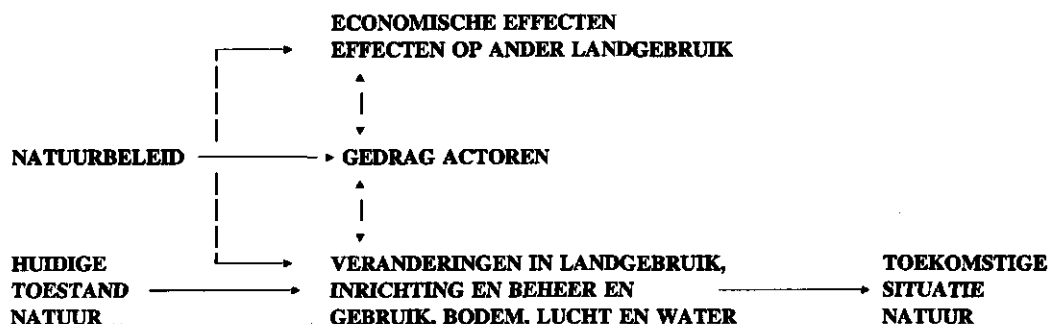 ECONOMISCHE EFFECTEN
EFFECTEN OP ANDER LANDGEBRUIK
NATUURBELEID
GEDRAG ACTOREN
HUIDIGE
TOESTAND
NATUUR
VERANDERINGEN IN LANDGEBRUIK,
INRICHTING EN BEHEER EN
GEBRUIK, BODEM, LUCHT EN WATER
TOEKOMSTIGE
SITUATIE
NATUUR